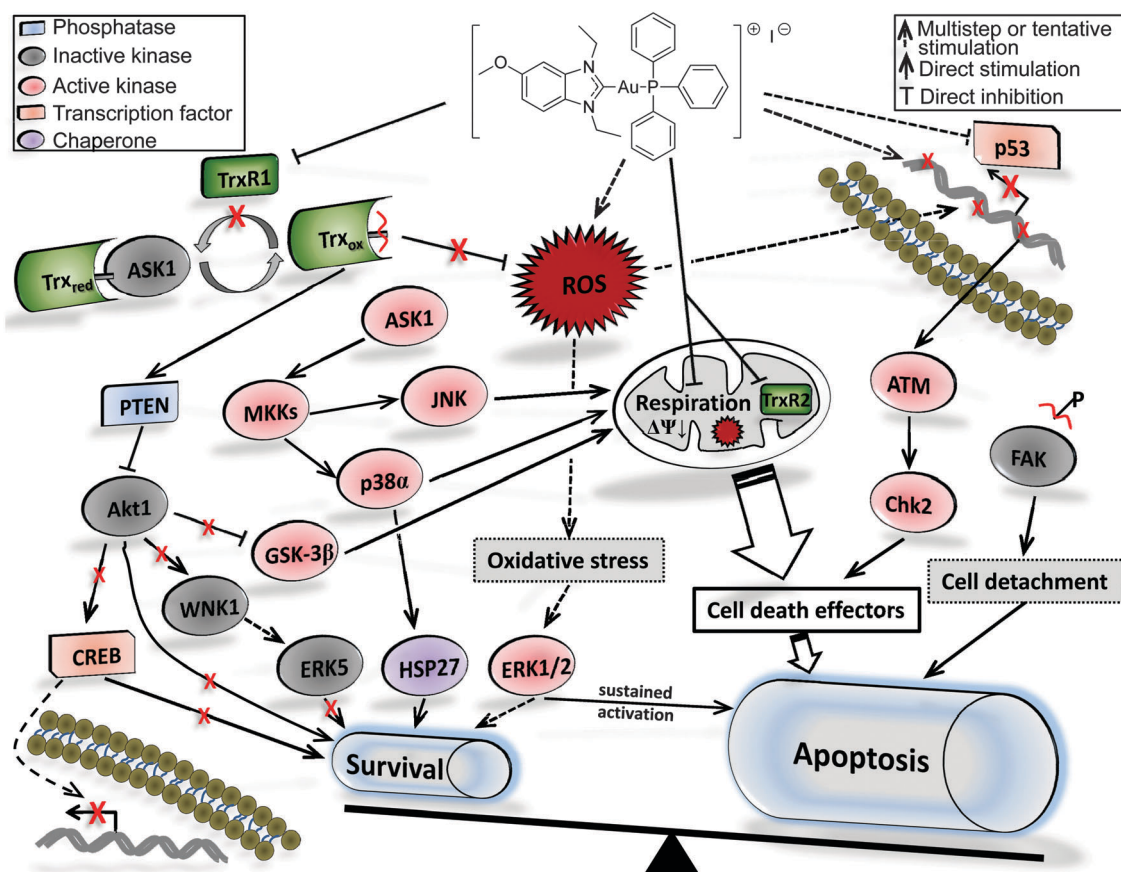 Phosphatase
Inactive kinase
Active kinase
Transcription factor
Chaperone
O
N
N
Au
P
⊕ I ⊖
Multistep or tentative
stimulation
Direct stimulation
Direct inhibition
TrxR1
X
Trxred
ASK1
Trxox
X
ROS
p53
X
X
X
X
ASK1
MKKs
JNK
p38α
PTEN
Akt1
X
GSK-3β
X
X
WNK1
CREB
X
X
ERK5
X
HSP27
ERK1/2
Respiration
ΔΨ↓
TrxR2
Oxidative stress
ATM
Chk2
P
FAK
Cell death effectors
Cell detachment
sustained
activation
Survival
Apoptosis
X